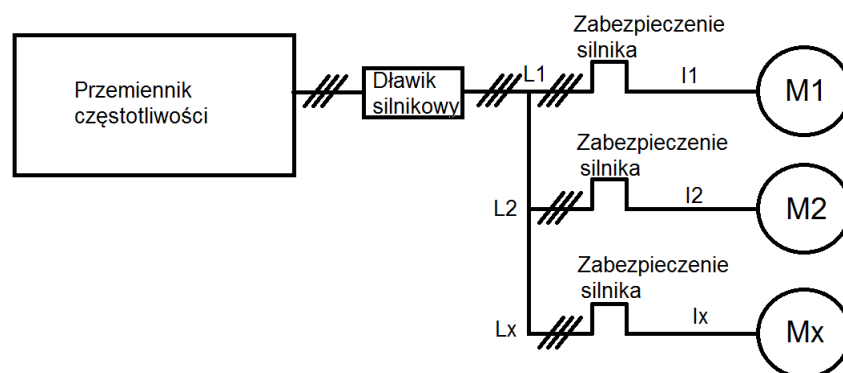 Przemiennik
częstotliwości
Dławik
silnikowy
L1
Zabezpieczenie
silnika
I1
M1
Zabezpieczenie
silnika
L2
I2
M2
Zabezpieczenie
silnika
Lx
Ix
Mx